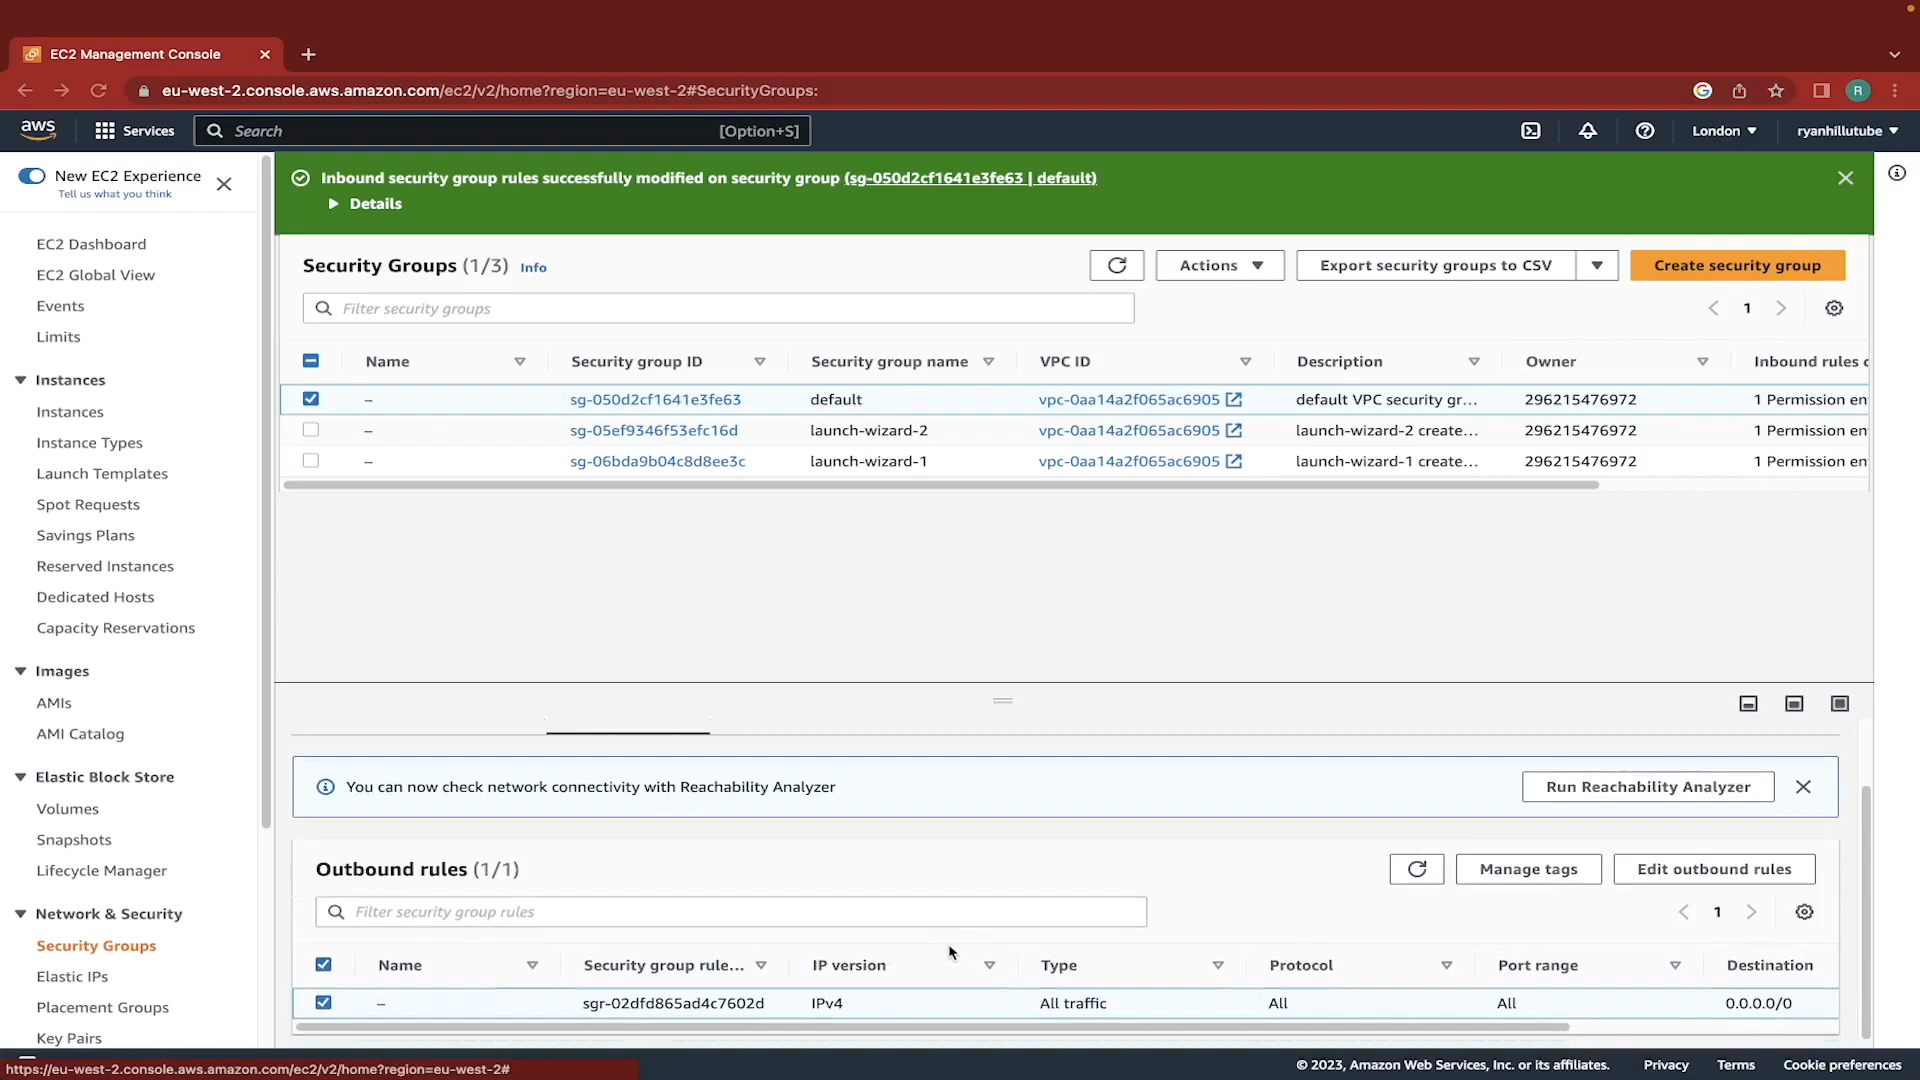 EC2 Management Console
eu-west-2.console.aws.amazon.com/ec2/v2/home?region=eu-west-2#SecurityGroups:
R
aws
Services
Search
[Option+S]
London
ryanhillutube
New EC2 Experience
Tell us what you think
EC2 Dashboard
EC2 Global View
Events
Limits
Instances
Instances
Instance Types
Launch Templates
Spot Requests
Savings Plans
Reserved Instances
Dedicated Hosts
Capacity Reservations
Images
AMIs
AMI Catalog
Elastic Block Store
Volumes
Snapshots
Lifecycle Manager
Network & Security
Security Groups
Elastic IPs
Placement Groups
Key Pairs
Inbound security group rules successfully modified on security group (sg-050d2cf1641e3fe63 | default)
Details
Security Groups (1/3) Info
Actions
Export security groups to CSV
Create security group
Filter security groups
1
Name Security group ID Security group name VPC ID Description Owner Inbound rules c
– sg-050d2cf1641e3fe63 default vpc-0aa14a2f065ac6905 default VPC security gr... 296215476972 1 Permission en
– sg-05ef9346f53efc16d launch-wizard-2 vpc-0aa14a2f065ac6905 launch-wizard-2 create... 296215476972 1 Permission en
– sg-06bda9b04c8d8ee3c launch-wizard-1 vpc-0aa14a2f065ac6905 launch-wizard-1 create... 296215476972 1 Permission en
You can now check network connectivity with Reachability Analyzer
Run Reachability Analyzer
Outbound rules (1/1)
Manage tags
Edit outbound rules
Filter security group rules
1
Name Security group rule... IP version Type Protocol Port range Destination
– sgr-02dfd865ad4c7602d IPv4 All traffic All All 0.0.0.0/0
https://eu-west-2.console.aws.amazon.com/ec2/v2/home?region=eu-west-2#
© 2023, Amazon Web Services, Inc. or its affiliates.
Privacy
Terms
Cookie preferences